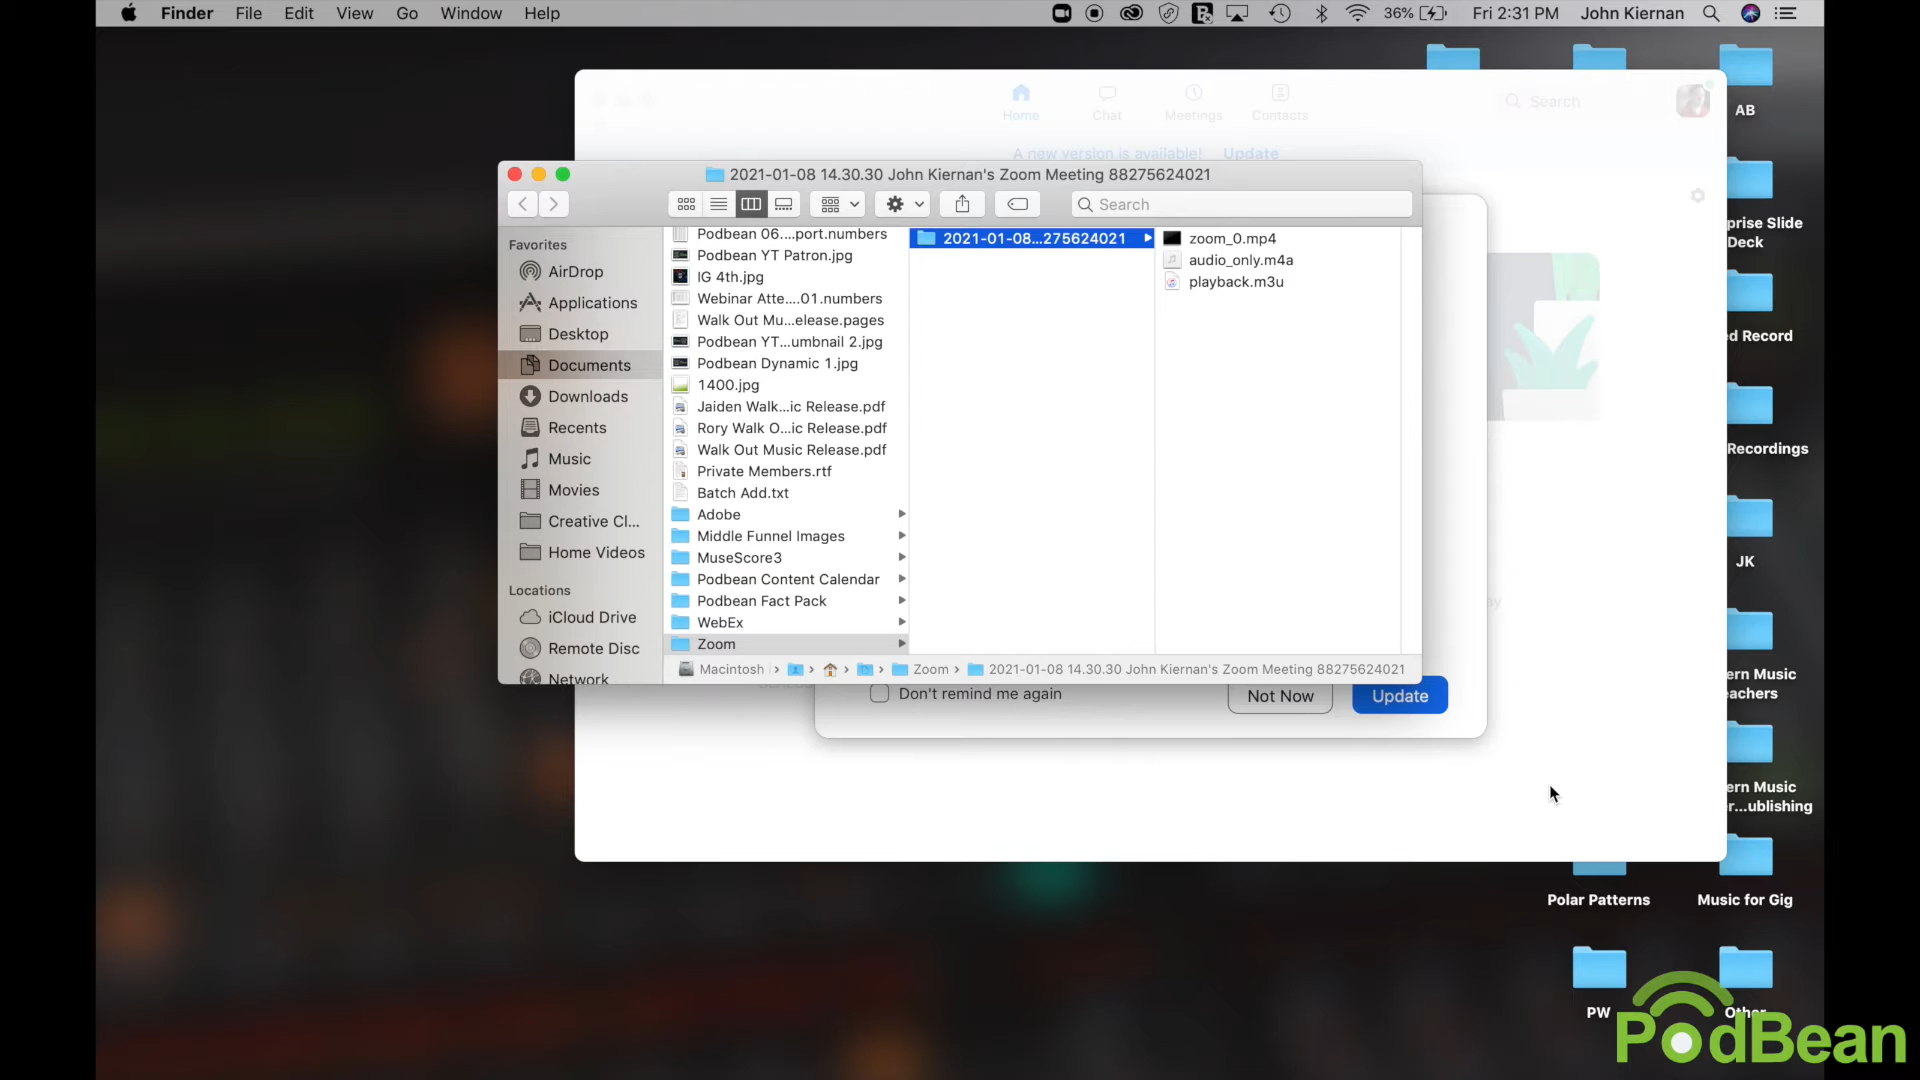 Finder File Edit View Go Window Help 36% Fri 2:31 PM John Kiernan
Home Chat Meetings Contacts Search
A new version is available! Update
2021-01-08 14.30.30 John Kiernan's Zoom Meeting 88275624021
Search
Favorites
AirDrop
Applications
Desktop
Documents
Downloads
Recents
Music
Movies
Creative Cl...
Home Videos
Locations
iCloud Drive
Remote Disc
Network
Podbean 06....port.numbers
Podbean YT Patron.jpg
IG 4th.jpg
Webinar Atte....01.numbers
Walk Out Mu...elease.pages
Podbean YT...umbnail 2.jpg
Podbean Dynamic 1.jpg
1400.jpg
Jaiden Walk...ic Release.pdf
Rory Walk O...ic Release.pdf
Walk Out Music Release.pdf
Private Members.rtf
Batch Add.txt
Adobe
Middle Funnel Images
MuseScore3
Podbean Content Calendar
Podbean Fact Pack
WebEx
Zoom
2021-01-08...275624021
zoom_0.mp4
audio_only.m4a
playback.m3u
Macintosh Zoom 2021-01-08 14.30.30 John Kiernan's Zoom Meeting 88275624021
Don't remind me again Not Now Update
AB
prise Slide
Deck
ed Record
Recordings
JK
ern Music
eachers
ern Music
er...ublishing
Polar Patterns
Music for Gig
PW
Other
PodBean